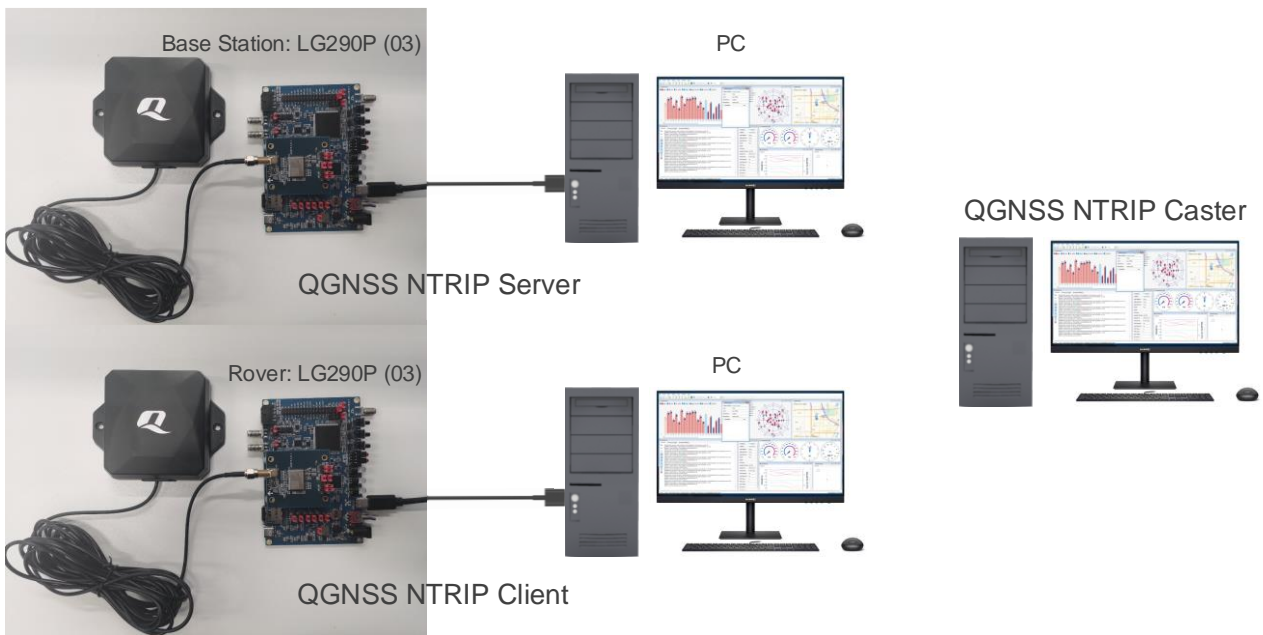 Base Station: LG290P (03)
PC
QGNSS NTRIP Caster
QGNSS NTRIP Server
Rover: LG290P (03)
PC
QGNSS NTRIP Client